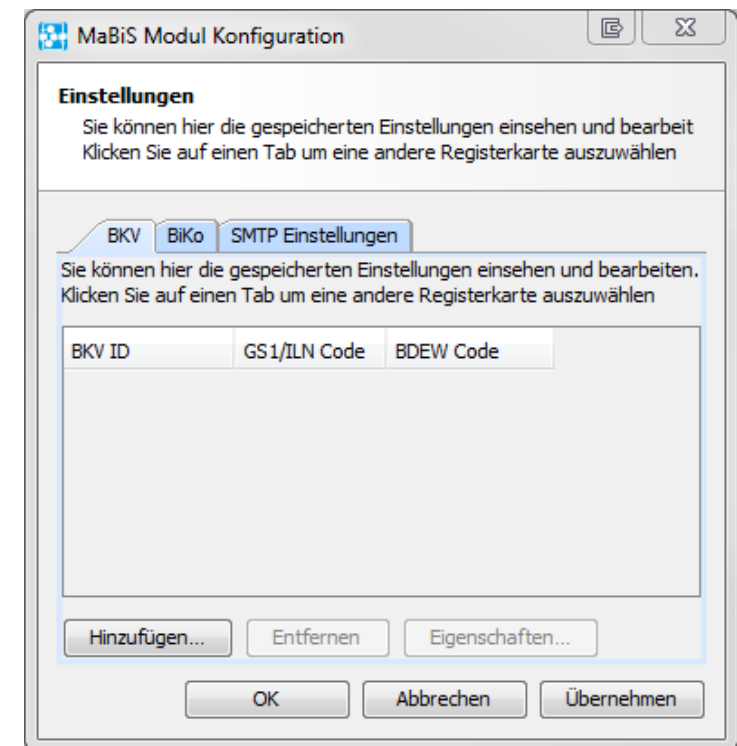 MaBiS Modul Konfiguration
Einstellungen
Sie können hier die gespeicherten Einstellungen einsehen und bearbeit
Klicken Sie auf einen Tab um eine andere Registerkarte auszuwählen
BKV BiKo SMTP Einstellungen
Sie können hier die gespeicherten Einstellungen einsehen und bearbeiten.
Klicken Sie auf einen Tab um eine andere Registerkarte auszuwählen
BKV ID GS1/ILN Code BDEW Code
Hinzufügen... Entfernen Eigenschaften...
OK Abbrechen Übernehmen